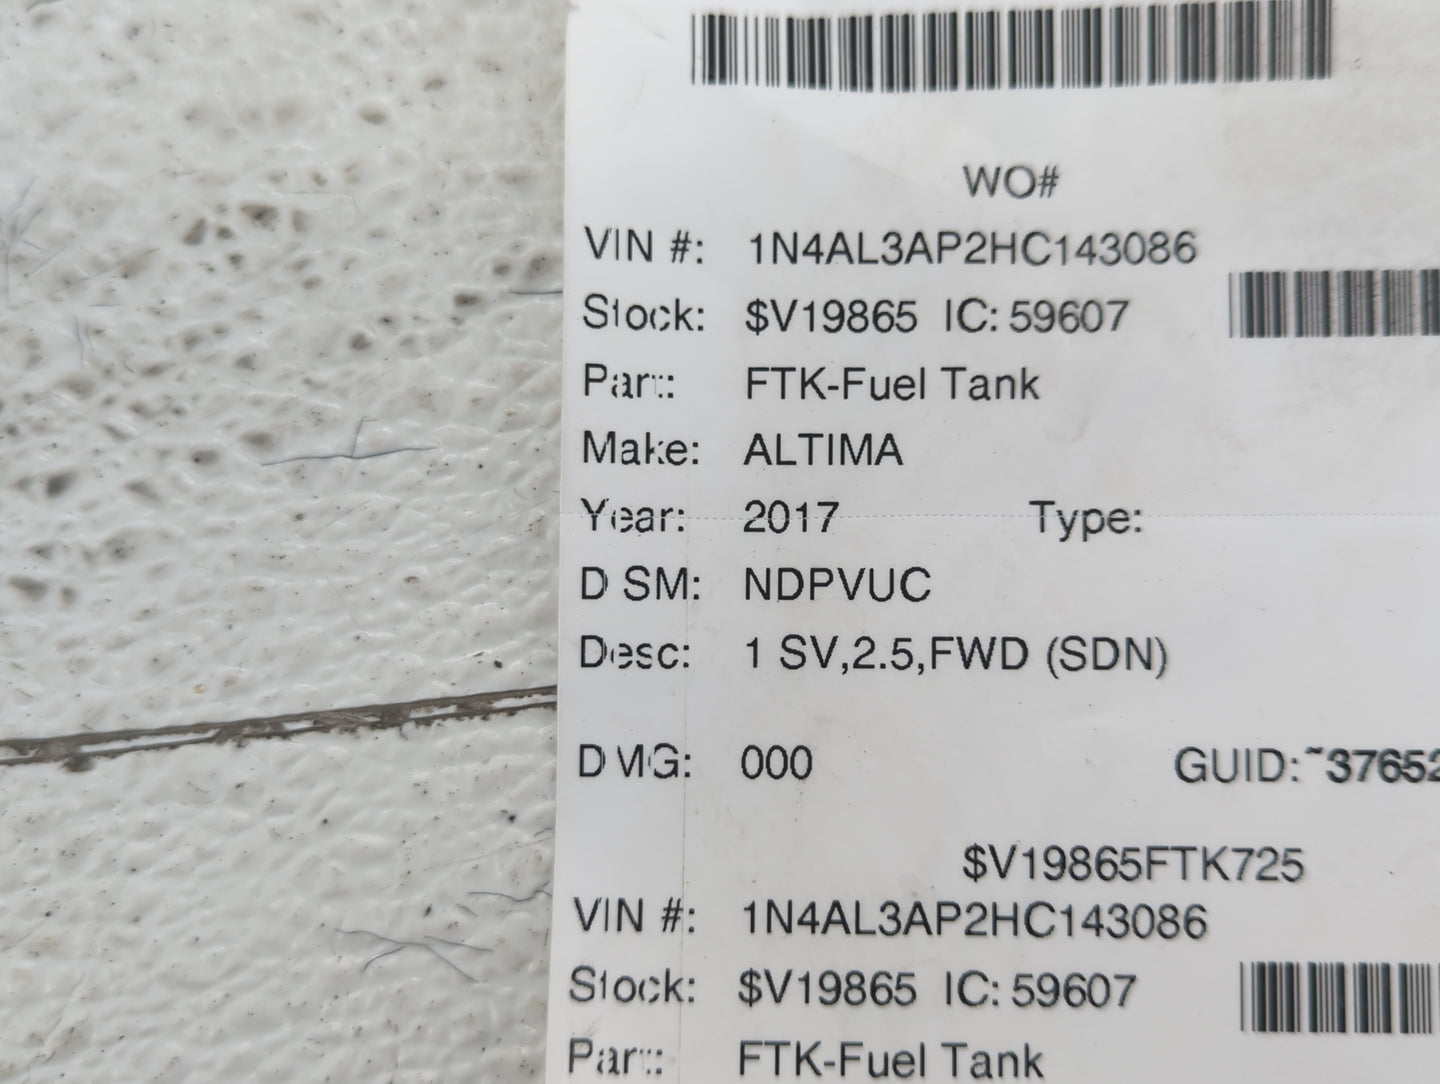 WO#
VIN #: 1N4AL3AP2HC143086
Stock: $V19865 IC: 59607
Part: FTK-Fuel Tank
Make: ALTIMA
Year: 2017 Type:
DSM: NDPVUC
Desc: 1 SV,2.5,FWD (SDN)
DMG: 000 GUID:~37652
$V19865FTK725
VIN #: 1N4AL3AP2HC143086
Stock: $V19865 IC: 59607
Part: FTK-Fuel Tank